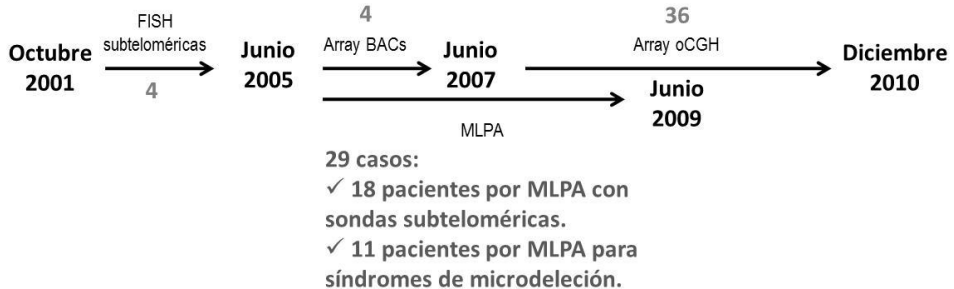 FISH
subteloméricas
4
Octubre
2001
4
Array BACs
Junio
2005
Junio
2007
36
Array oCGH
Diciembre
2010
Junio
2009
MLPA
29 casos:
✓ 18 pacientes por MLPA con
sondas subteloméricas.
✓ 11 pacientes por MLPA para
síndromes de microdeleción.